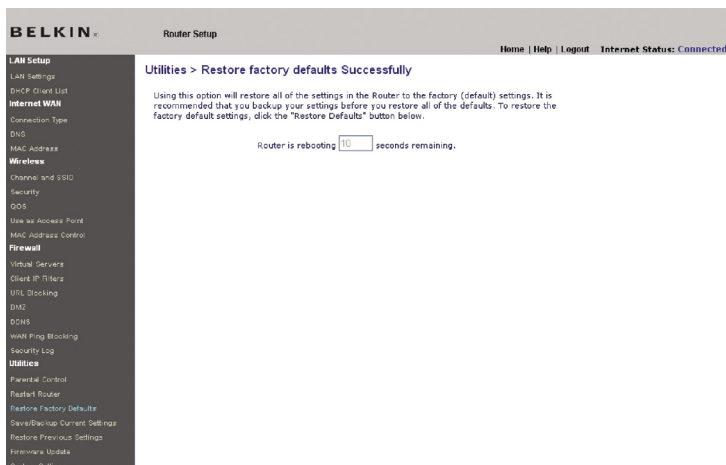 BELKIN®
Router Setup
Home | Help | Logout Internet Status: Connected
LAN Setup
LAN Settings
DHCP Client List
Internet WAN
Connection Type
DNS
MAC Address
Wireless
Channel and SSID
Security
QOS
Use as Access Point
MAC Address Control
Firewall
Virtual Servers
Client IP Filters
URL Blocking
DMZ
DDNS
WAN Ping Blocking
Security Log
Utilities
Parental Control
Restart Router
Restore Factory Defaults
Save/Backup Current Settings
Restore Previous Settings
Firmware Update
Utilities > Restore factory defaults Successfully
Using this option will restore all of the settings in the Router to the factory (default) settings. It is
recommended that you backup your settings before you restore all of the defaults. To restore the
factory default settings, click the "Restore Defaults" button below.
Router is rebooting 10 seconds remaining.